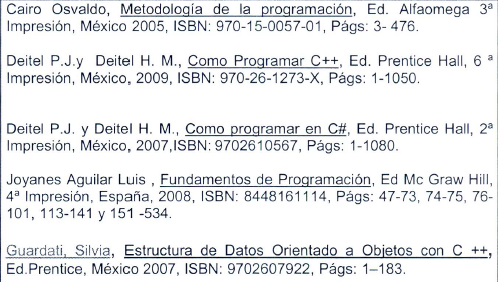 Cairo Osvaldo, Metodología de la programación, Ed. Alfaomega 3ª
Impresión, México 2005, ISBN: 970-15-0057-01, Págs: 3- 476.
Deitel P.J.y Deitel H. M., Como Programar C++, Ed. Prentice Hall, 6 ª
Impresión, México, 2009, ISBN: 970-26-1273-X, Págs: 1-1050.
Deitel P.J. y Deitel H. M., Como programar en C#, Ed. Prentice Hall, 2ª
Impresión, México, 2007,ISBN: 9702610567, Págs: 1-1080.
Joyanes Aguilar Luis , Fundamentos de Programación, Ed Mc Graw Hill,
4ª Impresión, España, 2008, ISBN: 8448161114, Págs: 47-73, 74-75, 76-
101, 113-141 y 151 -534.
Guardati, Silvia, Estructura de Datos Orientado a Objetos con C ++,
Ed.Prentice, México 2007, ISBN: 9702607922, Págs: 1–183.